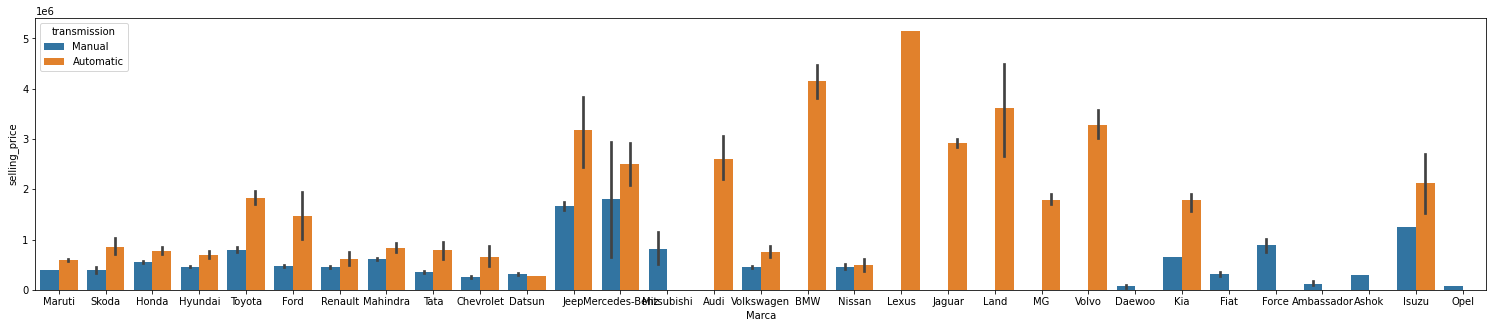 1e6
transmission
Manual
Automatic
5
4
3
2
1
0
selling_price
Maruti Skoda Honda Hyundai Toyota Ford Renault Mahindra Tata Chevrolet Datsun Jeep Mercedes-Benz Mitsubishi Audi Volkswagen BMW Nissan Lexus Jaguar Land MG Volvo Daewoo Kia Fiat Force Ambassador Ashok Isuzu Opel
Marca